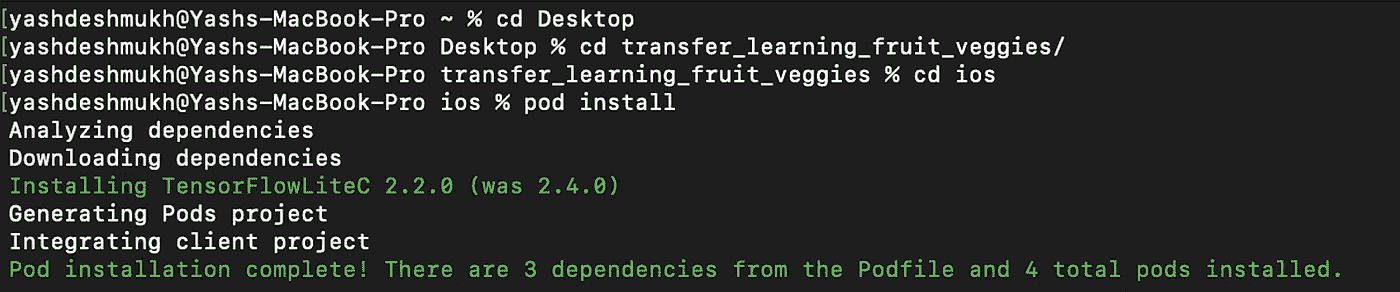 [yashdeshmukh@Yashs-MacBook-Pro ~ % cd Desktop
[yashdeshmukh@Yashs-MacBook-Pro Desktop % cd transfer_learning_fruit_veggies/
[yashdeshmukh@Yashs-MacBook-Pro transfer_learning_fruit_veggies % cd ios
[yashdeshmukh@Yashs-MacBook-Pro ios % pod install
Analyzing dependencies
Downloading dependencies
Installing TensorFlowLiteC 2.2.0 (was 2.4.0)
Generating Pods project
Integrating client project
Pod installation complete! There are 3 dependencies from the Podfile and 4 total pods installed.